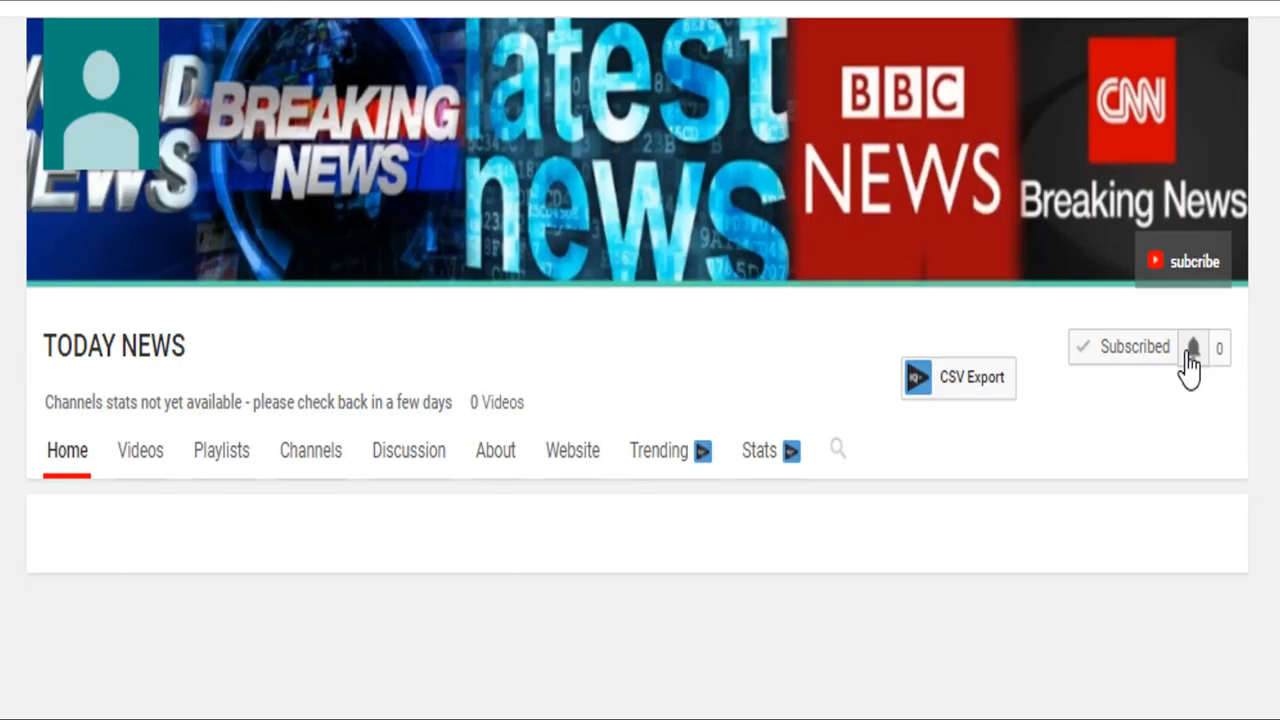 BREAKING
NEWS
latest
news
BBC
NEWS
CNN
Breaking News
subcribe
TODAY NEWS
Subscribed 0
CSV Export
Channels stats not yet available - please check back in a few days 0 Videos
Home Videos Playlists Channels Discussion About Website Trending Stats